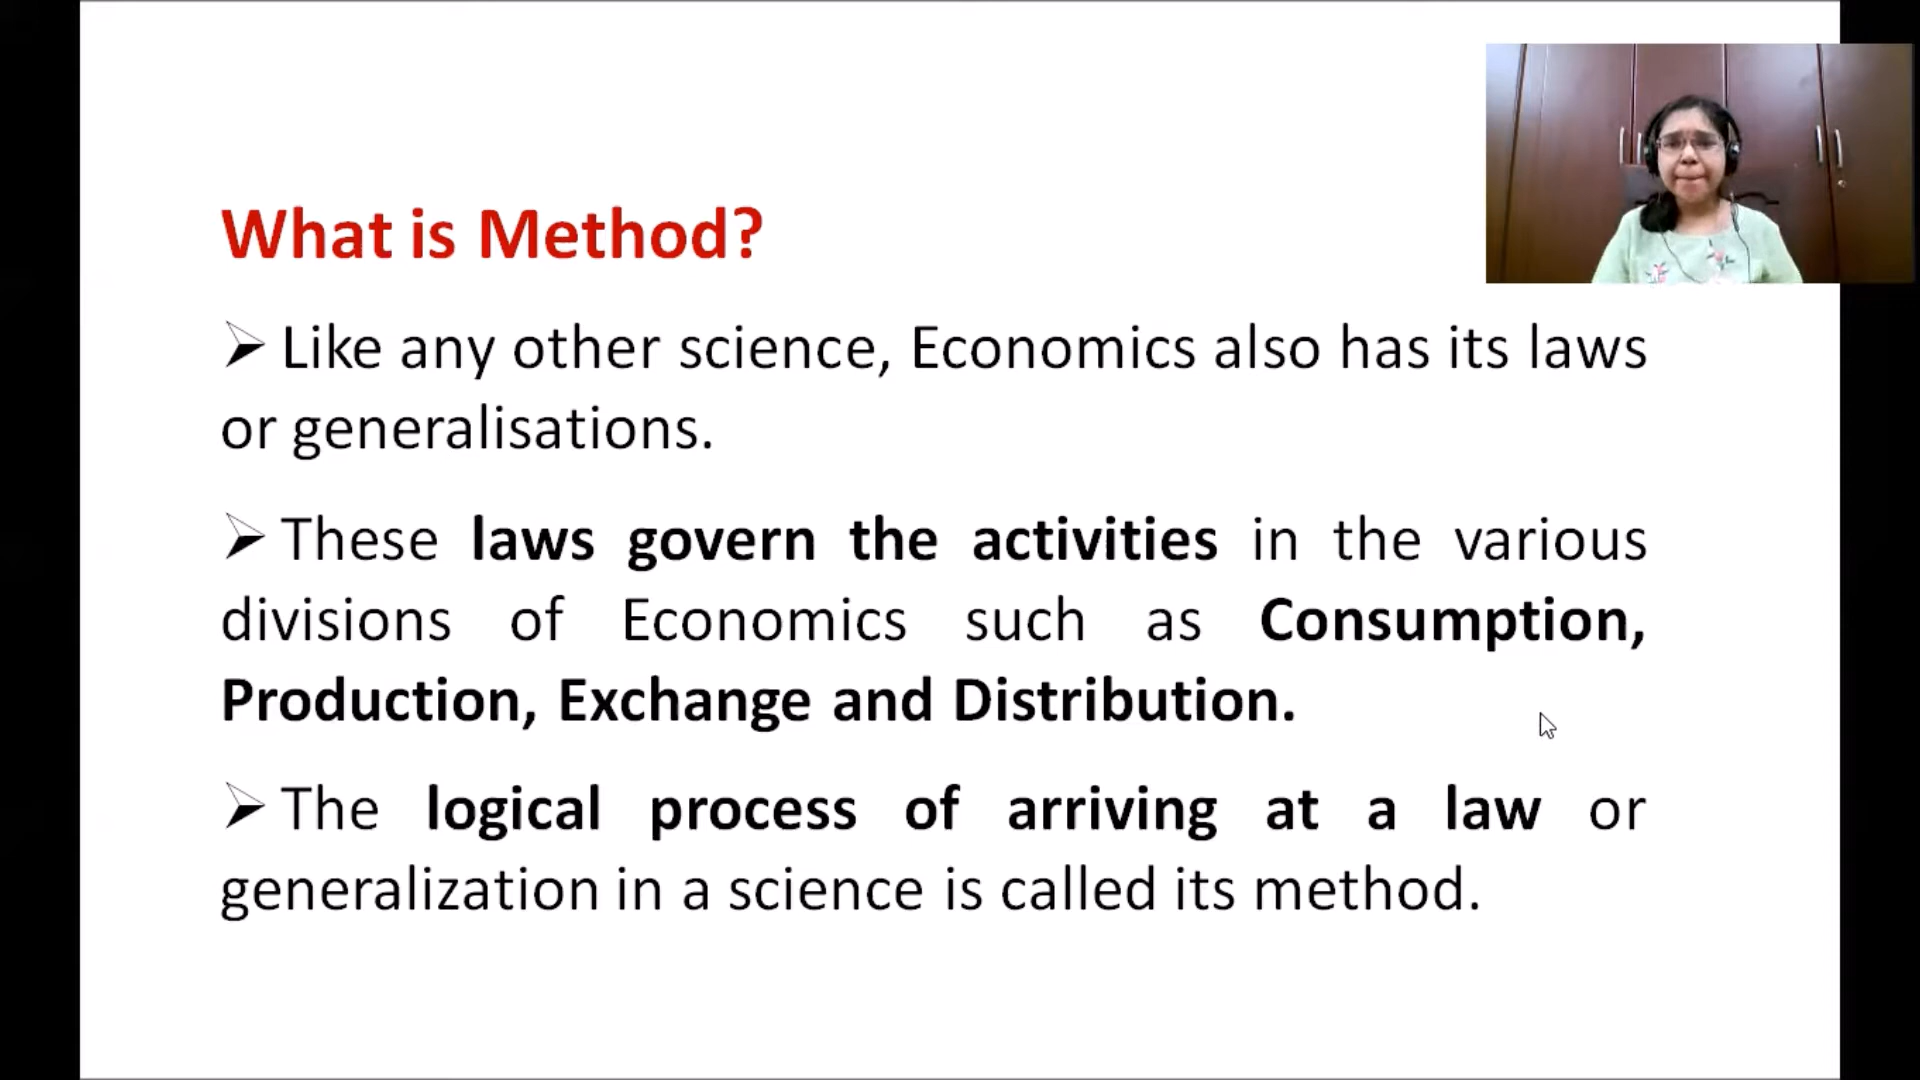 What is Method?
➢ Like any other science, Economics also has its laws
or generalisations.
➢ These laws govern the activities in the various
divisions of Economics such as Consumption,
Production, Exchange and Distribution.
➢ The logical process of arriving at a law or
generalization in a science is called its method.